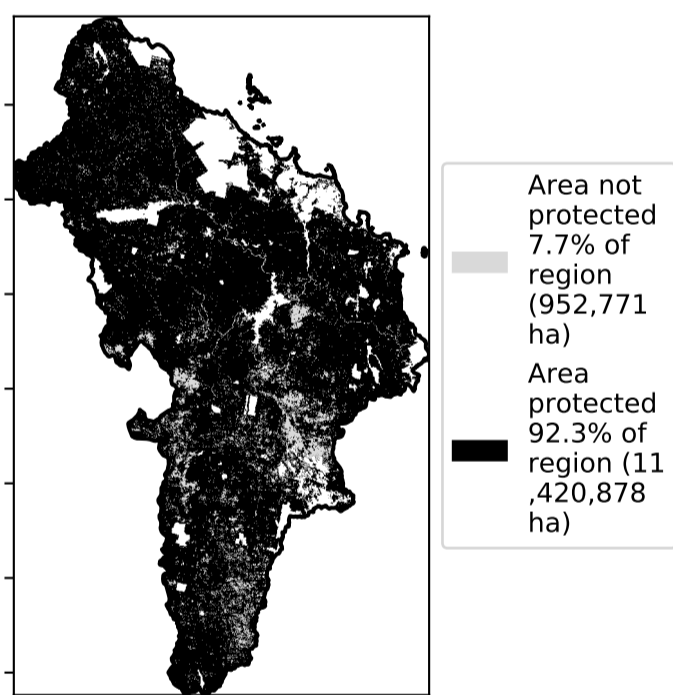 Area not
protected
7.7% of
region
(952,771
ha)
Area
protected
92.3% of
region (11
,420,878
ha)